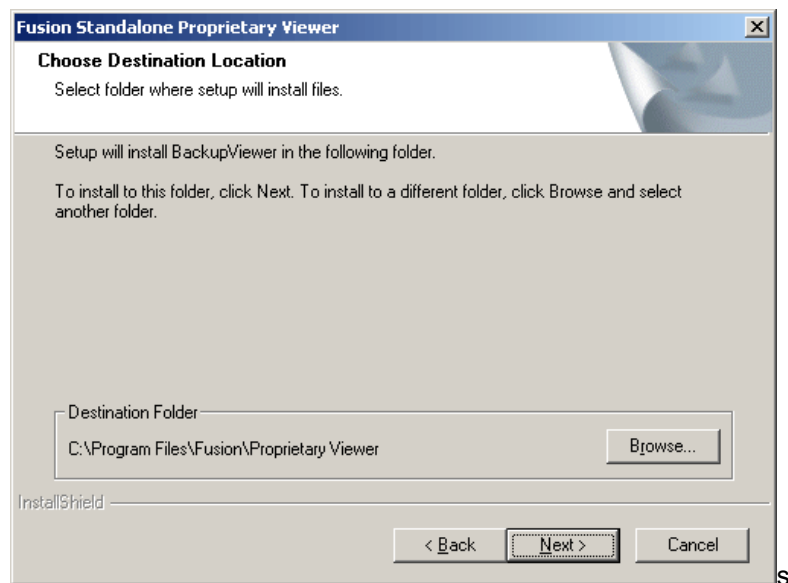 Fusion Standalone Proprietary Viewer
Choose Destination Location
Select folder where setup will install files.
Setup will install BackupViewer in the following folder.
To install to this folder, click Next. To install to a different folder, click Browse and select
another folder.
Destination Folder
C:\Program Files\Fusion\Proprietary Viewer
Browse...
InstallShield
< Back
Next >
Cancel
s